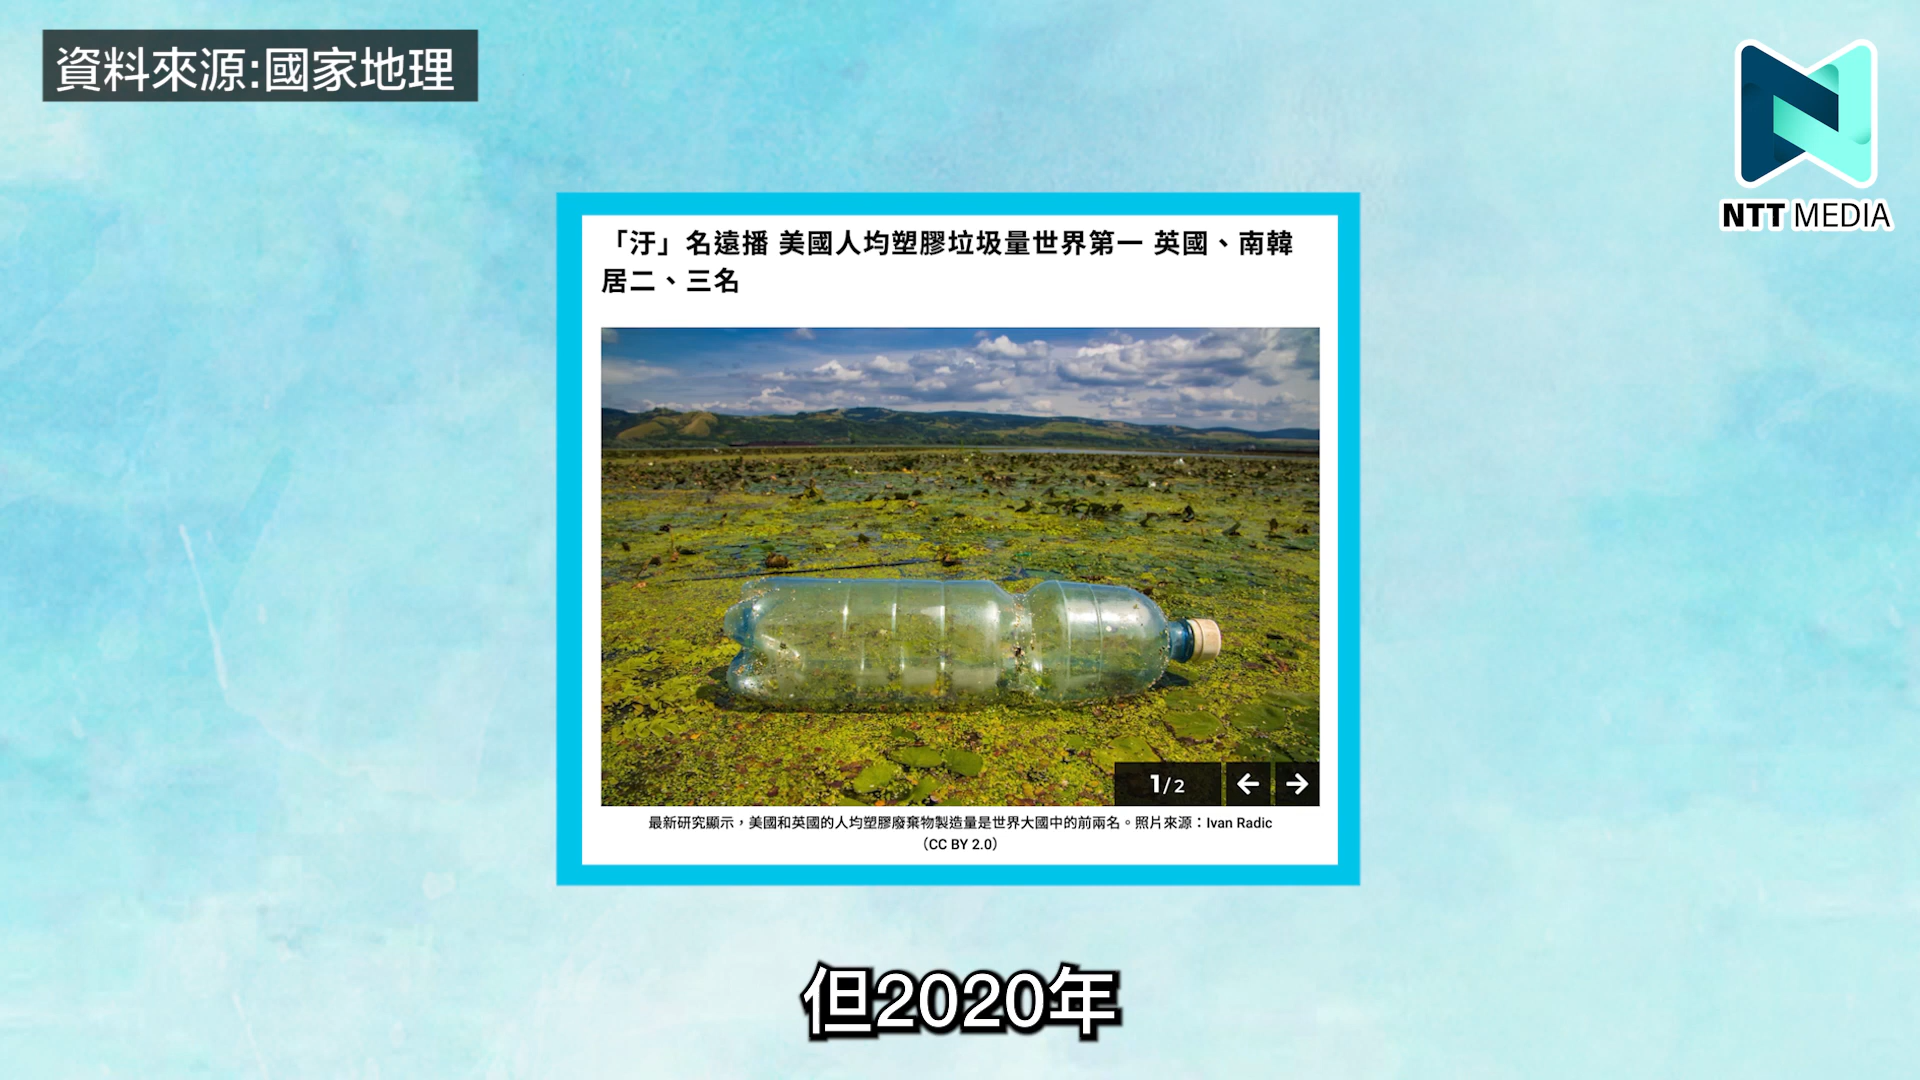 資料來源:國家地理
NTT MEDIA
「汙」名遠播 美國人均塑膠垃圾量世界第一 英國、南韓
居二、三名
1/2
最新研究顯示，美國和英國的人均塑膠廢棄物製造量是世界大國中的前兩名。照片來源：Ivan Radic
（CC BY 2.0）
但2020年